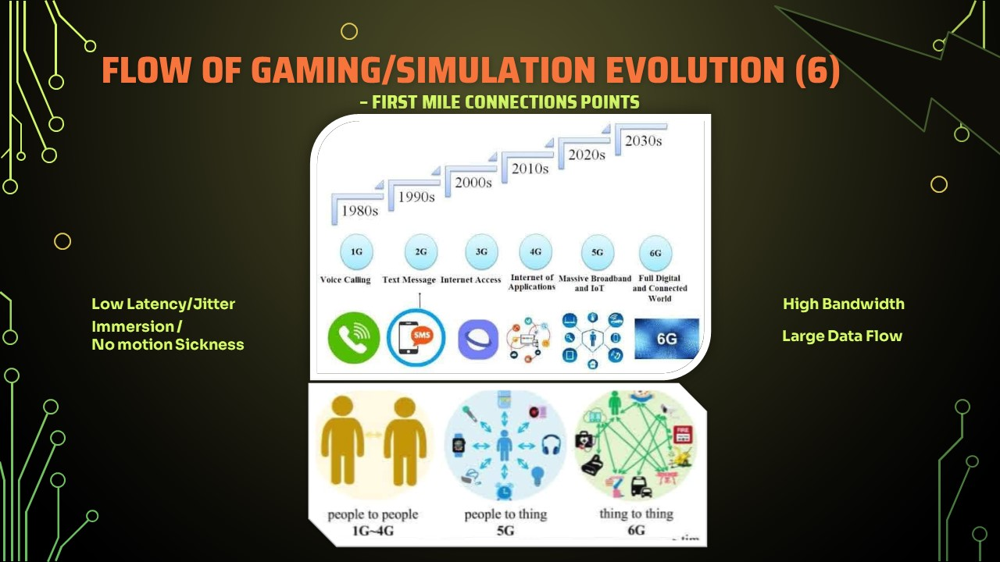 FLOW OF GAMING/SIMULATION EVOLUTION (6)
– FIRST MILE CONNECTIONS POINTS
1980s
1990s
2000s
2010s
2020s
2030s
1G
2G
3G
4G
5G
6G
Voice Calling
Text Message
Internet Access
Internet of
Applications
Massive Broadband
and IoT
Full Digital
and Connected
World
SMS
6G
Low Latency/Jitter
Immersion /
No motion Sickness
High Bandwidth
Large Data Flow
FIRE
people to people
1G~4G
people to thing
5G
thing to thing
6G